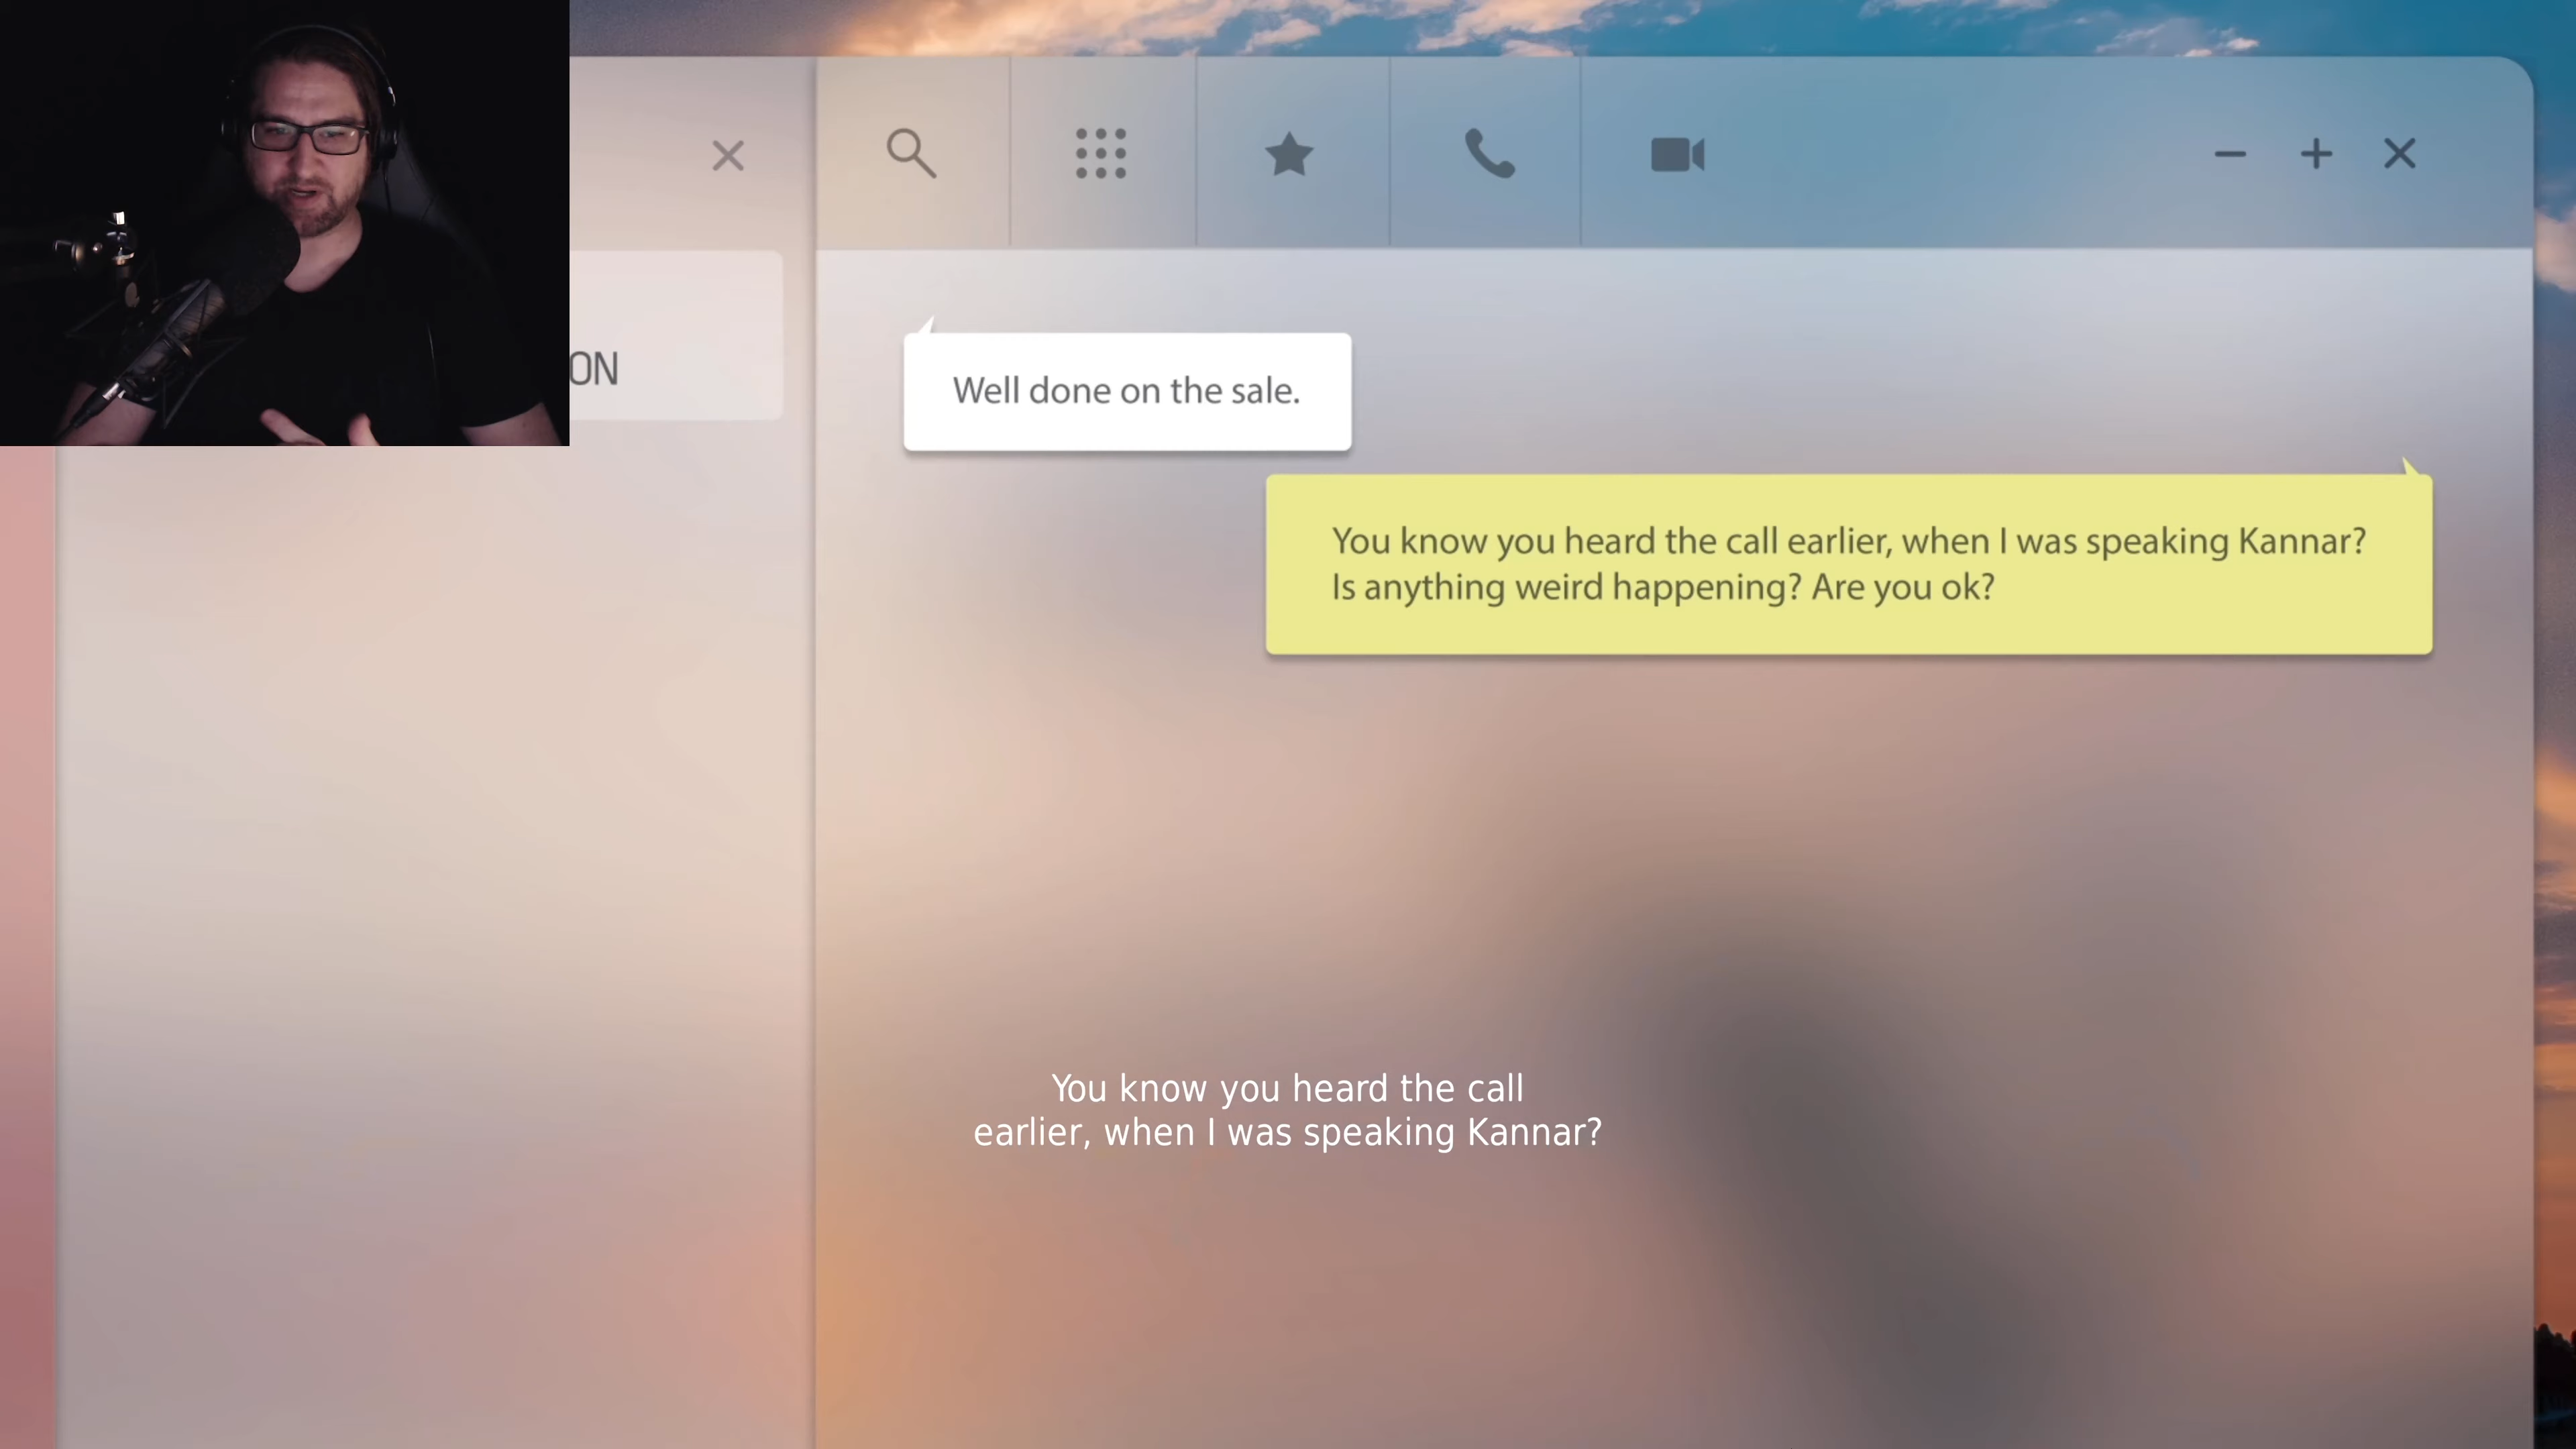 ON
Well done on the sale.
You know you heard the call earlier, when I was speaking Kannar?
Is anything weird happening? Are you ok?
You know you heard the call
earlier, when I was speaking Kannar?